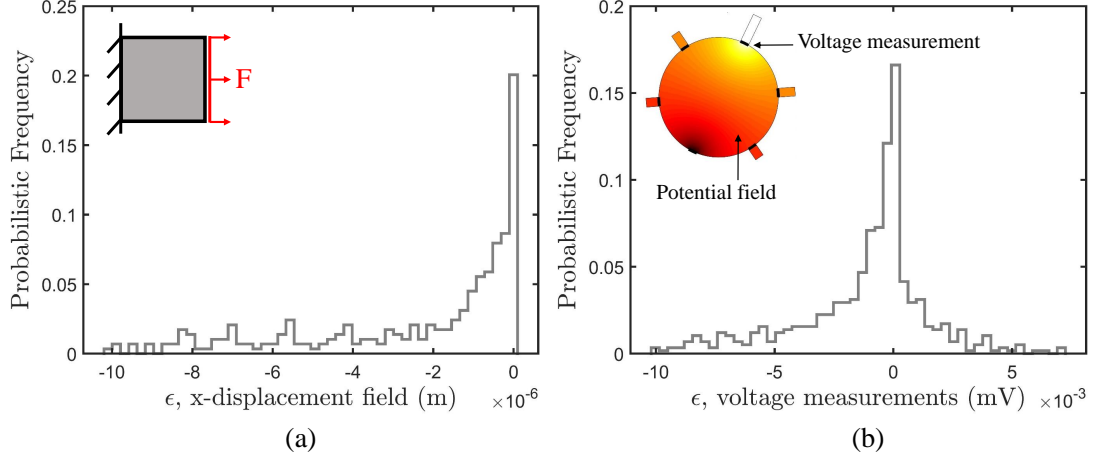 0.25
0.2
0.15
0.1
0.05
0
Probabilistic Frequency
F
-10
-8
-6
-4
-2
0
ϵ, x-displacement field (m)
×10⁻⁶
(a)
0.2
0.15
0.1
0.05
0
Probabilistic Frequency
Voltage measurement
Potential field
-10
-5
0
5
ϵ, voltage measurements (mV)
×10⁻³
(b)